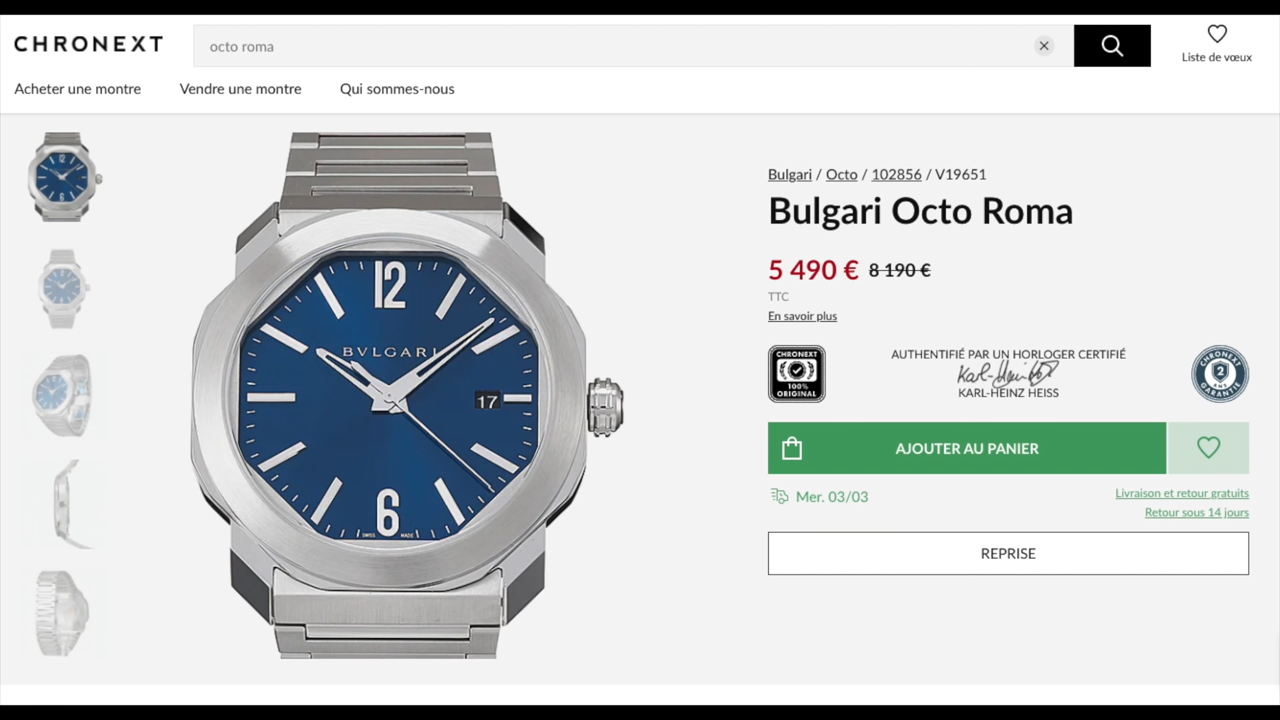 CHRONEXT
octo roma
Liste de vœux
Acheter une montre
Vendre une montre
Qui sommes-nous
12
BVLGARI
17
6
SWISS MADE
Bulgari / Octo / 102856 / V19651
Bulgari Octo Roma
5 490 € 8 190 €
TTC
En savoir plus
CHRONEXT
100%
ORIGINAL
AUTHENTIFIÉ PAR UN HORLOGER CERTIFIÉ
KARL-HEINZ HEISS
CHRONEXT
2
ANS
GARANTIE
AJOUTER AU PANIER
Mer. 03/03
Livraison et retour gratuits
Retour sous 14 jours
REPRISE